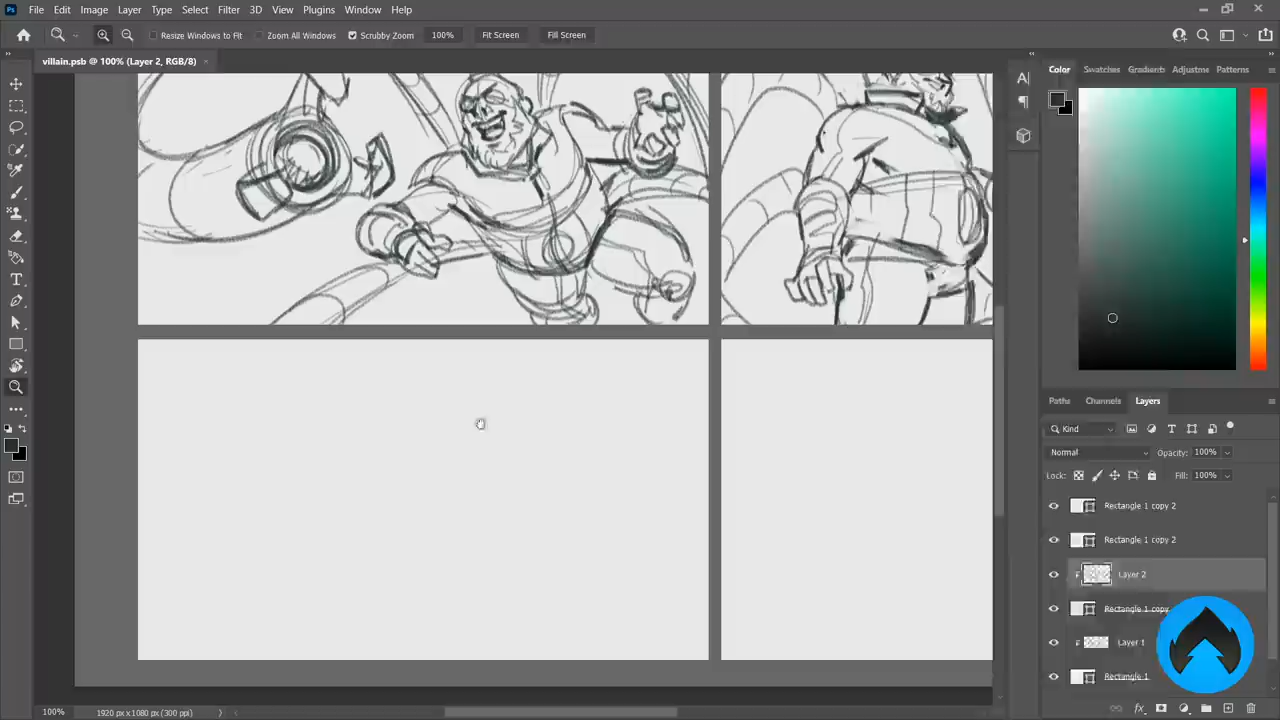 Ps File Edit Image Layer Type Select Filter 3D View Plugins Window Help
Resize Windows to Fit Zoom All Windows Scrubby Zoom 100% Fit Screen Fill Screen
villain.psb @ 100% (Layer 2, RGB/8) ×
Color Swatches Gradients Adjustme Patterns
Paths Channels Layers
Kind
Normal Opacity: 100%
Lock: Fill: 100%
Rectangle 1 copy 2
Rectangle 1 copy 2
Layer 2
Rectangle 1 copy
Layer 1
Rectangle 1
100% 1920 px x 1080 px (300 ppi)